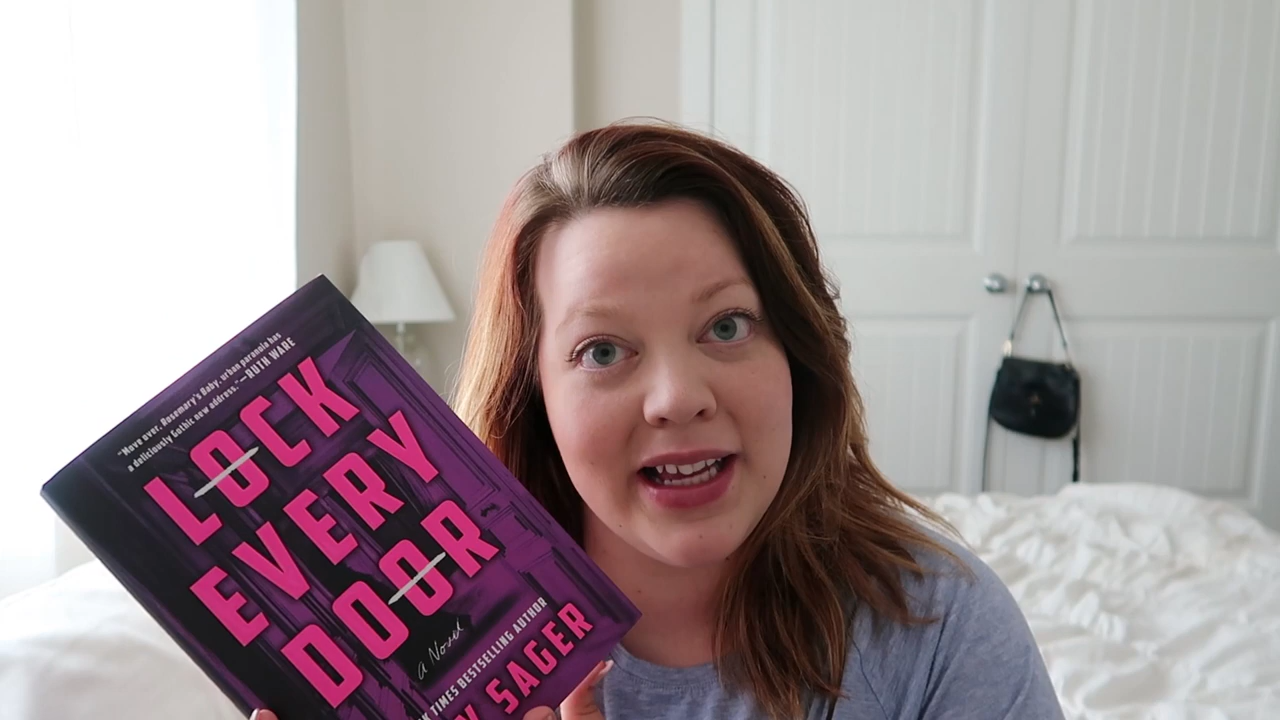 "Move over, Rosemary's Baby, urban paranoia has
a deliciously Gothic new address."—RUTH WARE
LOCK
EVERY
DOOR
a Novel
TIMES BESTSELLING AUTHOR
SAGER